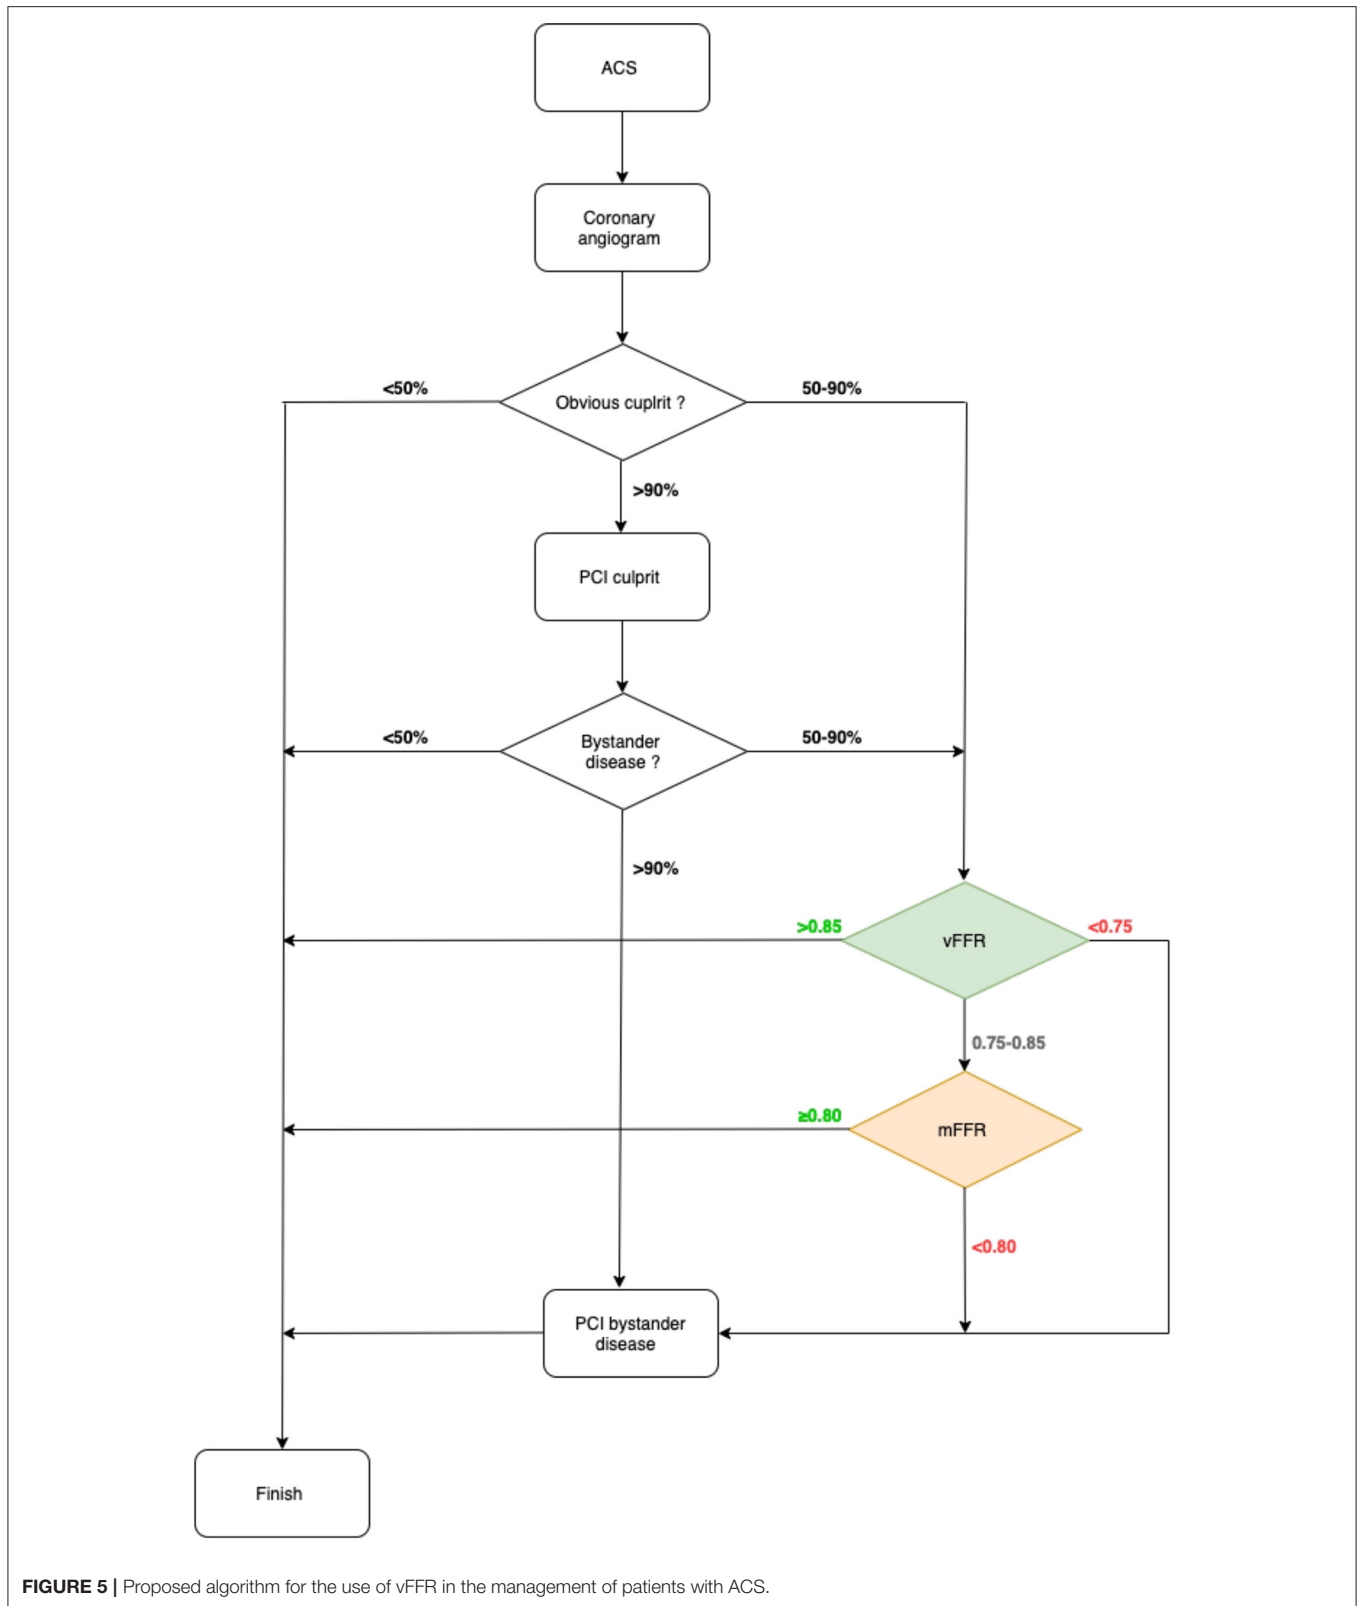 ACS
Coronary
angiogram
<50%
Obvious cuplrit ?
50-90%
>90%
PCI culprit
<50%
Bystander
disease ?
50-90%
>90%
>0.85
vFFR
<0.75
0.75-0.85
≥0.80
mFFR
<0.80
PCI bystander
disease
Finish
FIGURE 5 | Proposed algorithm for the use of vFFR in the management of patients with ACS.